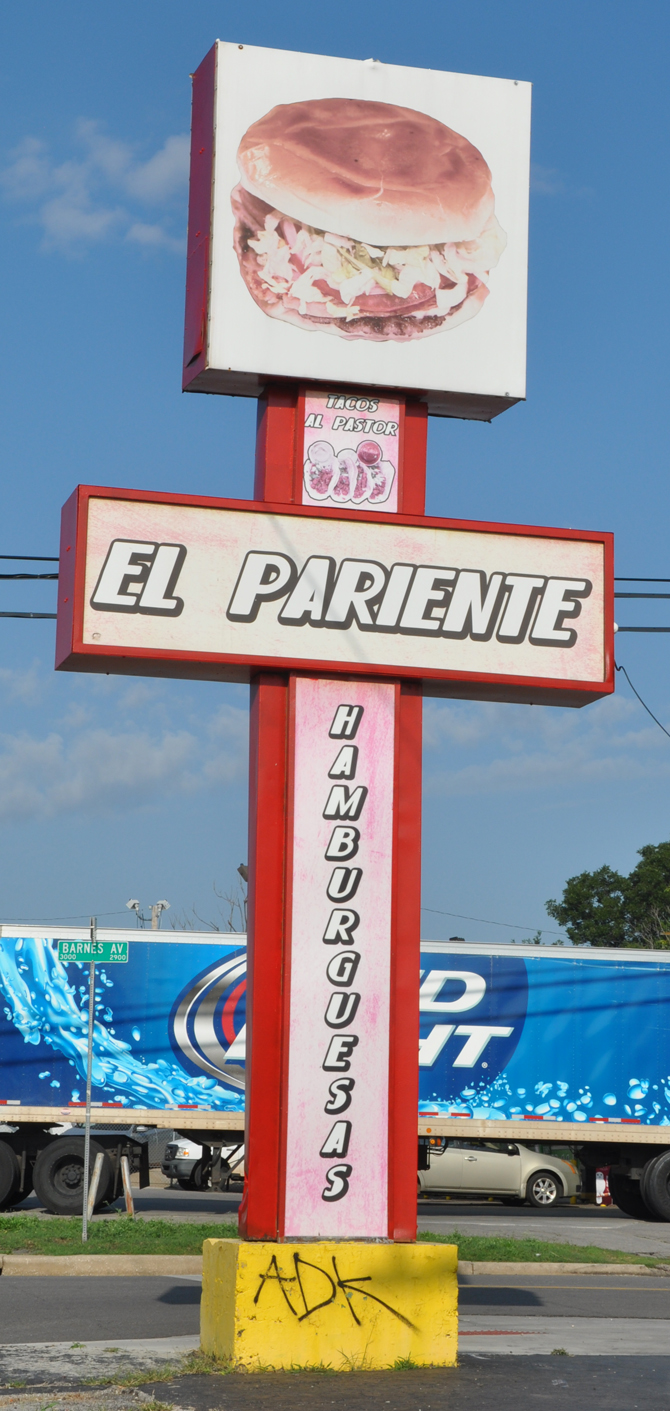 TACOS
AL PASTOR
EL PARIENTE
HAMBURGUESAS
BARNES AV
3000 2900
ADK